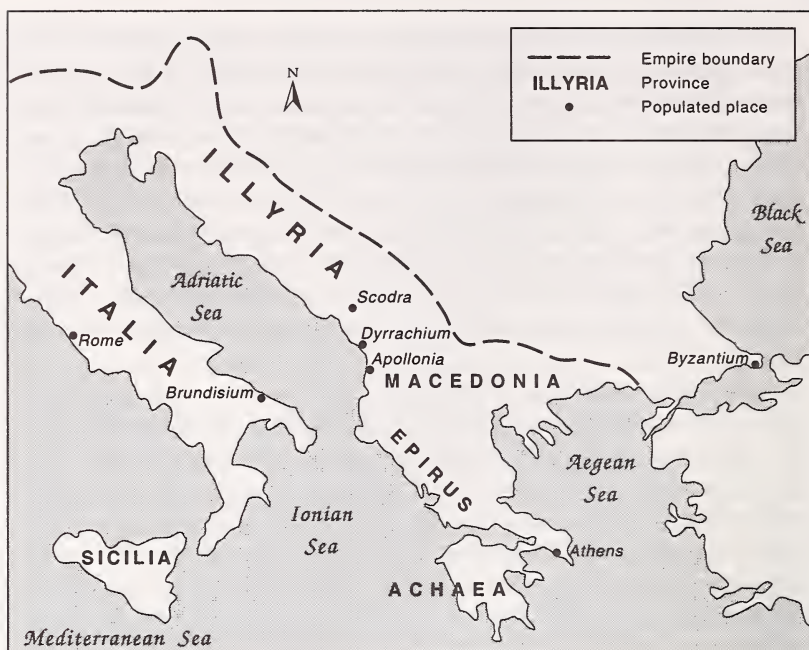 Empire boundary
ILLYRIA Province
Populated place
N
ILLYRIA
Black
Sea
Adriatic
Sea
ITALIA
Scodra
Rome
Dyrrachium
Apollonia
Byzantium
MACEDONIA
Brundisium
EPIRUS
Aegean
Sea
Ionian
Sea
SICILIA
Athens
ACHAEA
Mediterranean Sea